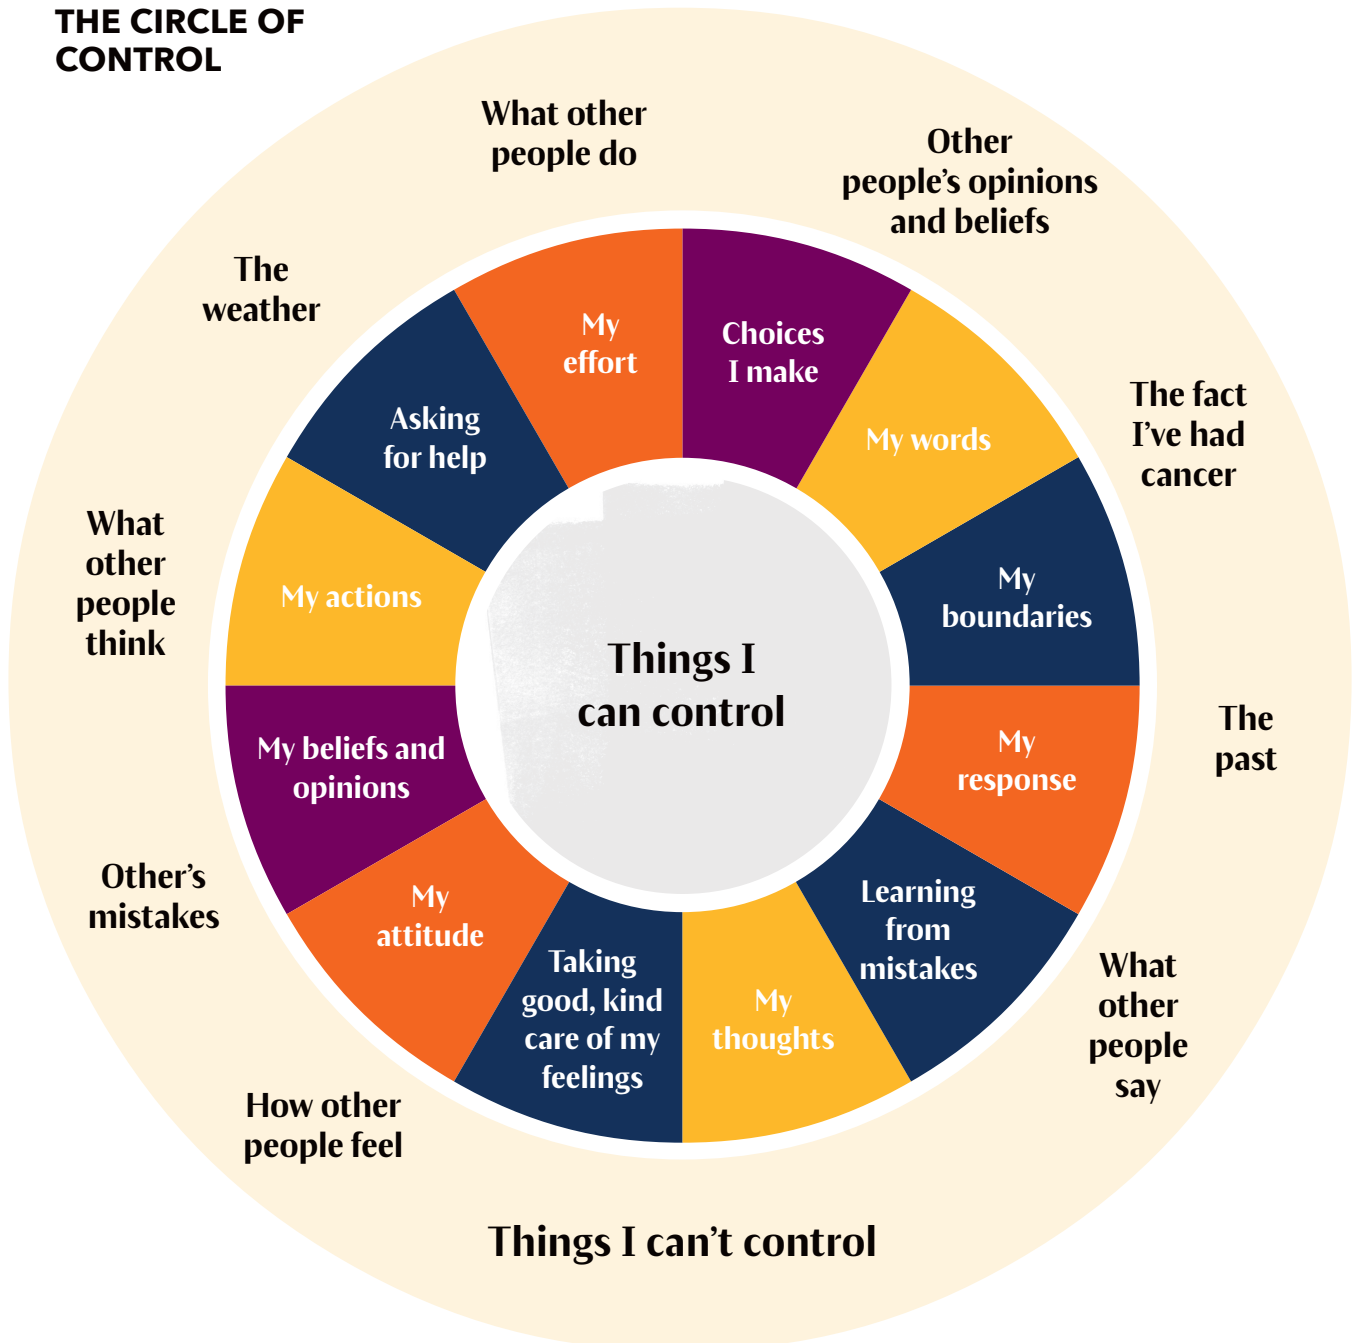 THE CIRCLE OF
CONTROL
What other
people do
Other
people’s opinions
and beliefs
The fact
I’ve had
cancer
The
past
What
other
people
say
Things I can’t control
How other
people feel
Other’s
mistakes
What
other
people
think
The
weather
My
effort
Choices
I make
My words
My
boundaries
My
response
Learning
from
mistakes
My
thoughts
Taking
good, kind
care of my
feelings
My
attitude
My beliefs and
opinions
My actions
Asking
for help
Things I
can control